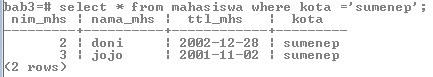 bab3=# select * from mahasiswa where kota ='sumenep';
 nim_mhs | nama_mhs |  ttl_mhs   |  kota
---------+----------+------------+---------
       2 | doni     | 2002-12-28 | sumenep
       3 | jojo     | 2001-11-02 | sumenep
(2 rows)